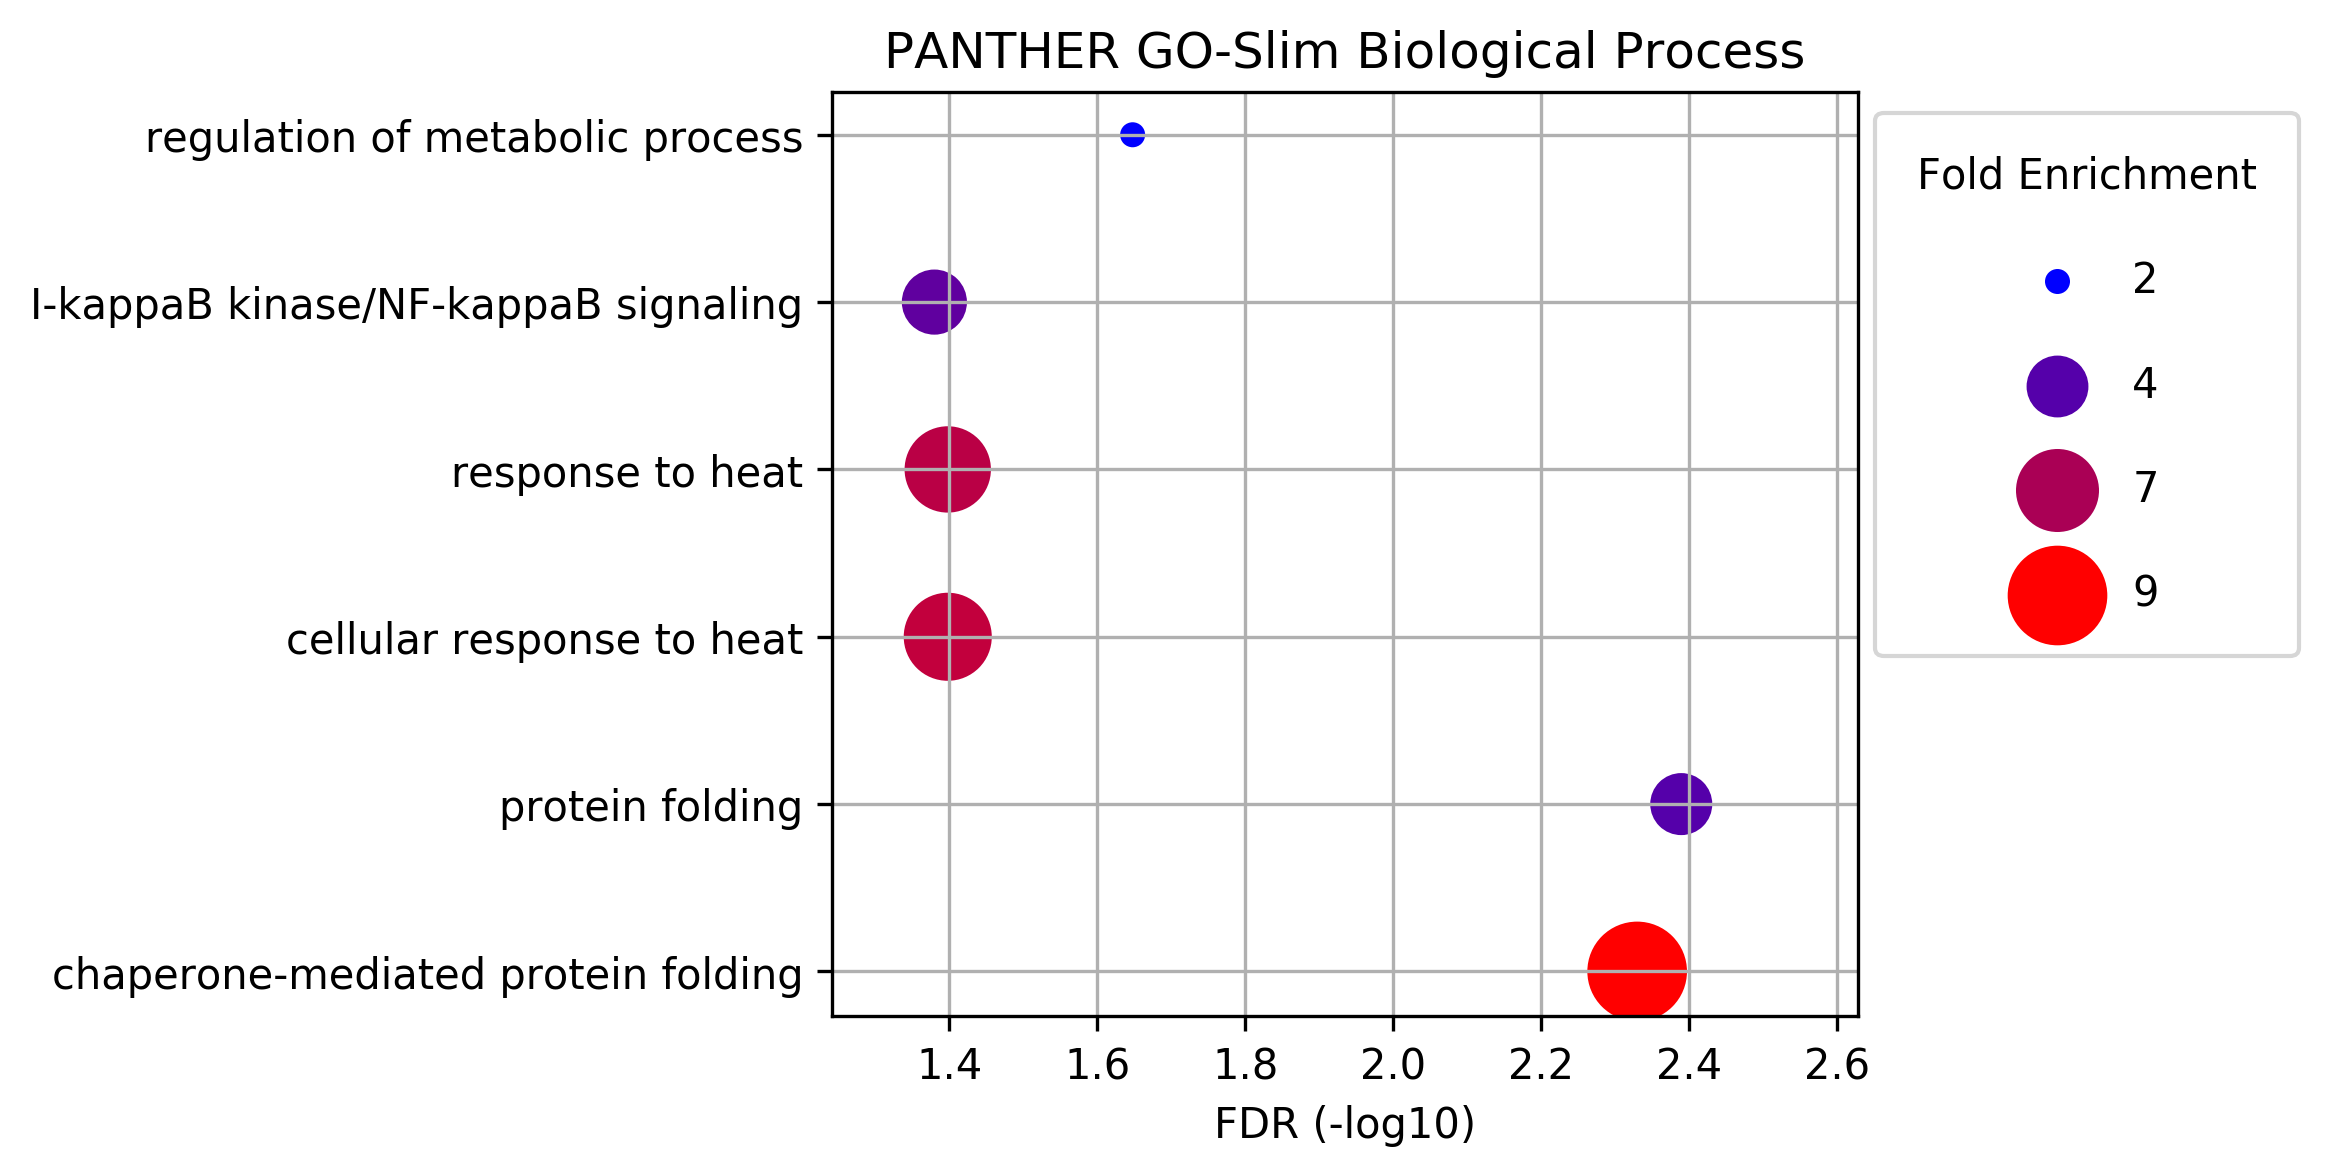 PANTHER GO-Slim Biological Process
regulation of metabolic process
I-kappaB kinase/NF-kappaB signaling
response to heat
cellular response to heat
protein folding
chaperone-mediated protein folding
1.4 1.6 1.8 2.0 2.2 2.4 2.6
FDR (-log10)
Fold Enrichment
2
4
7
9